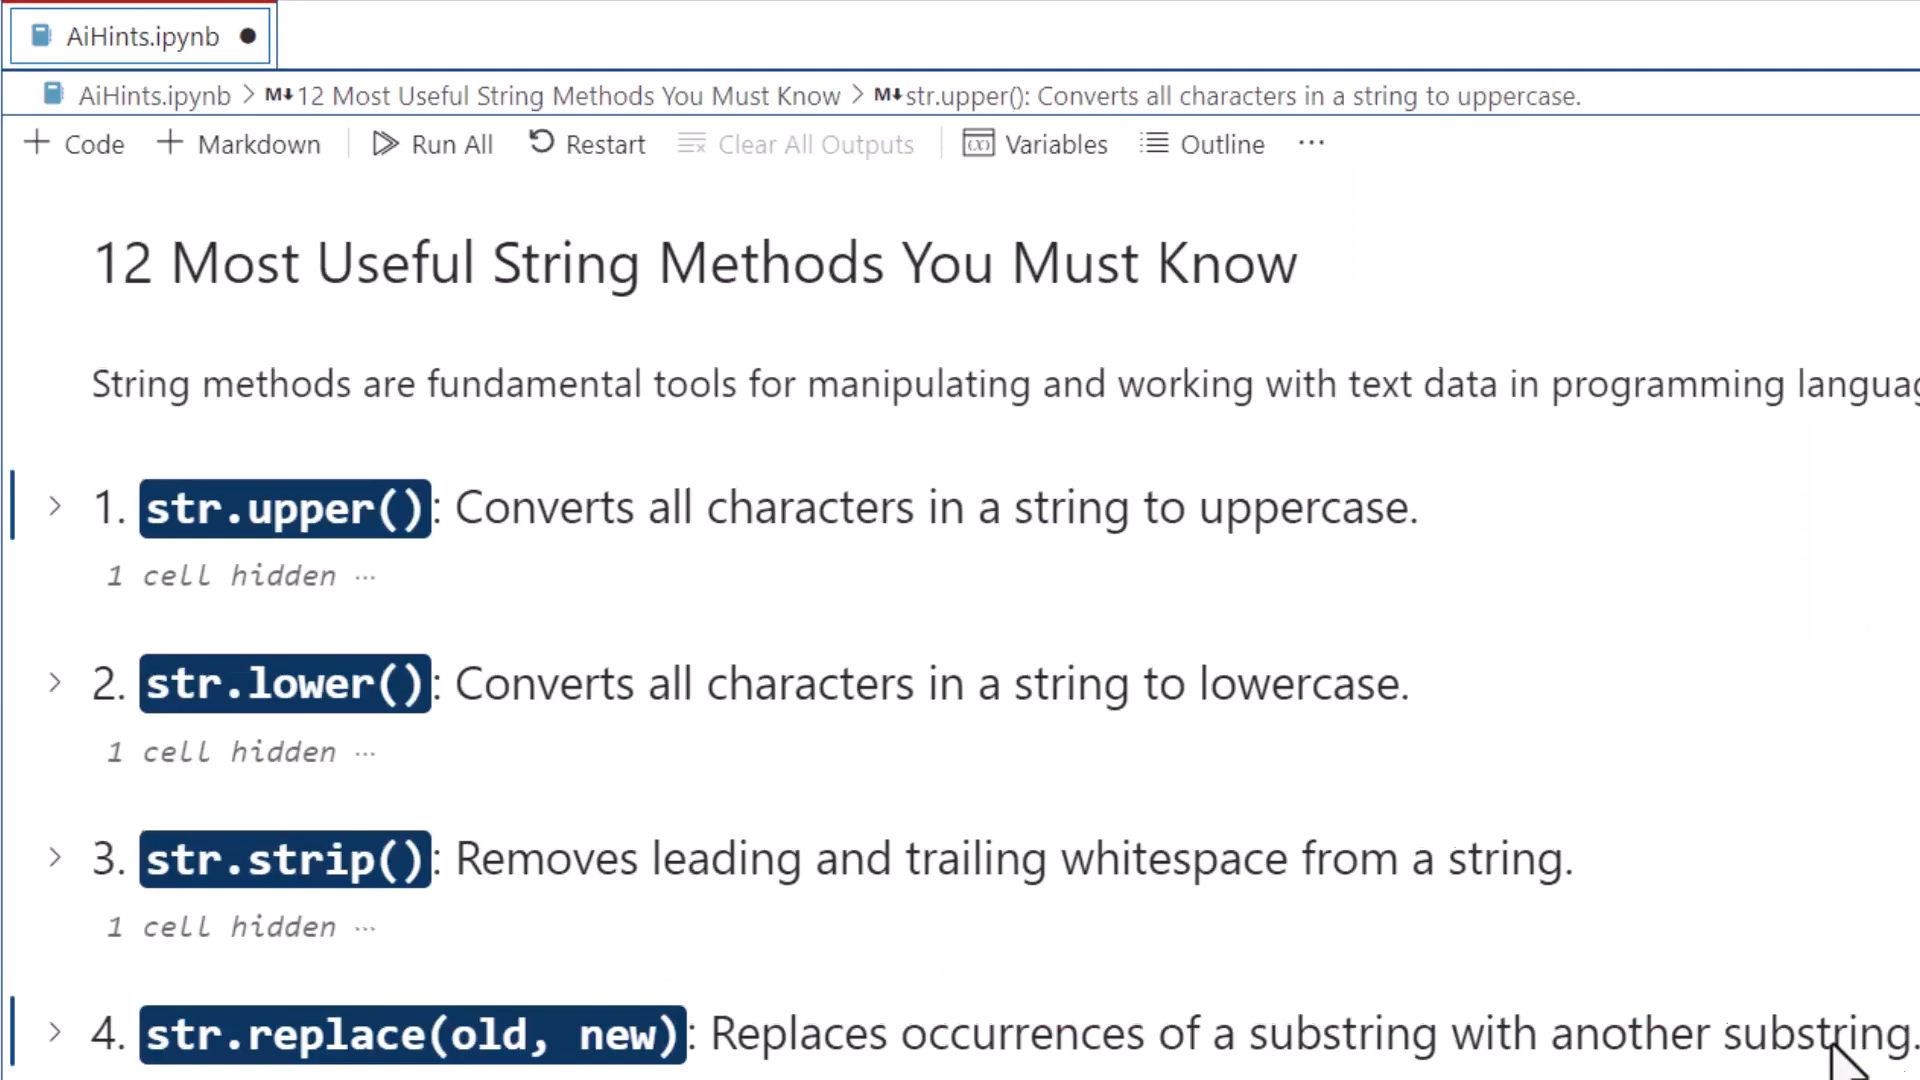 AiHints.ipynb
AiHints.ipynb > M↓ 12 Most Useful String Methods You Must Know > M↓ str.upper(): Converts all characters in a string to uppercase.
+ Code + Markdown Run All Restart Clear All Outputs Variables Outline ...
12 Most Useful String Methods You Must Know
String methods are fundamental tools for manipulating and working with text data in programming
1. str.upper(): Converts all characters in a string to uppercase.
1 cell hidden ...
2. str.lower(): Converts all characters in a string to lowercase.
1 cell hidden ...
3. str.strip(): Removes leading and trailing whitespace from a string.
1 cell hidden ...
4. str.replace(old, new): Replaces occurrences of a substring with another substring.